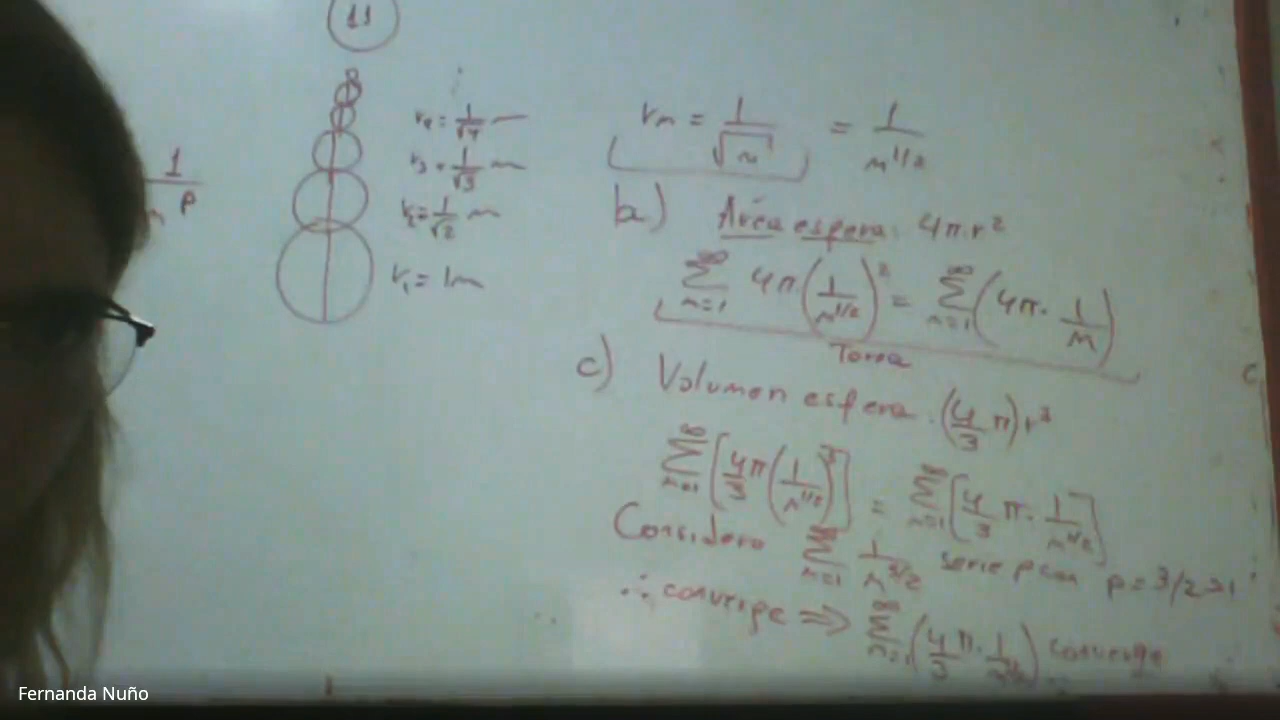 11
r₄ = 1/√4 m
r₃ = 1/√3 m
r₂ = 1/√2 m
r₁ = 1m
1/n^p
rn = 1/√n = 1/n^(1/2)
b) Área esfera: 4π.r²
∑_(n=1)^∞ 4π(1/n^(1/2))² = ∑_(n=1)^∞ (4π. 1/n)
Tarea
c) Volumen esfera. (4/3 π) r³
∑_(n=1)^∞ [4/3 π (1/n^(1/2))³] = ∑_(n=1)^∞ [4/3 π. 1/n^(3/2)]
Considero ∑_(n=1)^∞ 1/n^(3/2) serie p con p = 3/2 > 1
∴ converge ⇒ ∑_(n=1)^∞ (4/3 π. 1/n^(3/2)) converge
Fernanda Nuño